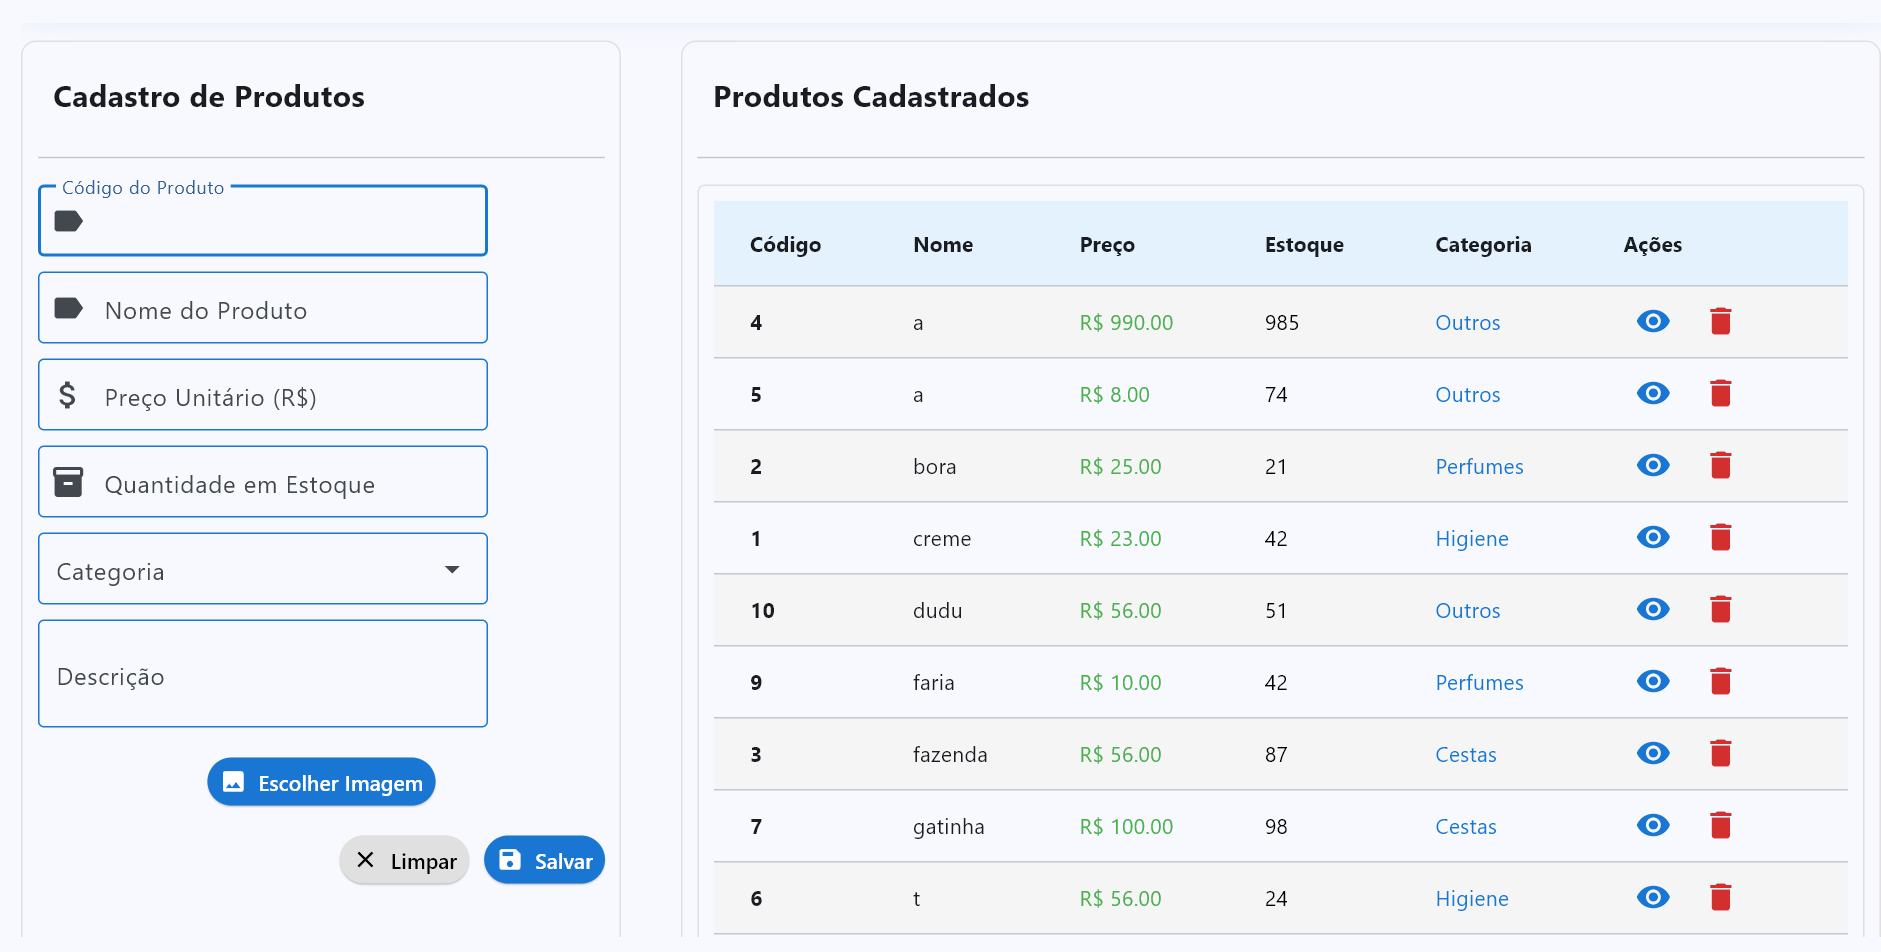 Cadastro de Produtos
Código do Produto
Nome do Produto
$ Preço Unitário (R$)
Quantidade em Estoque
Categoria
Descrição
Escolher Imagem
Limpar Salvar
Produtos Cadastrados
Código Nome Preço Estoque Categoria Ações
4 a R$ 990.00 985 Outros
5 a R$ 8.00 74 Outros
2 bora R$ 25.00 21 Perfumes
1 creme R$ 23.00 42 Higiene
10 dudu R$ 56.00 51 Outros
9 faria R$ 10.00 42 Perfumes
3 fazenda R$ 56.00 87 Cestas
7 gatinha R$ 100.00 98 Cestas
6 t R$ 56.00 24 Higiene